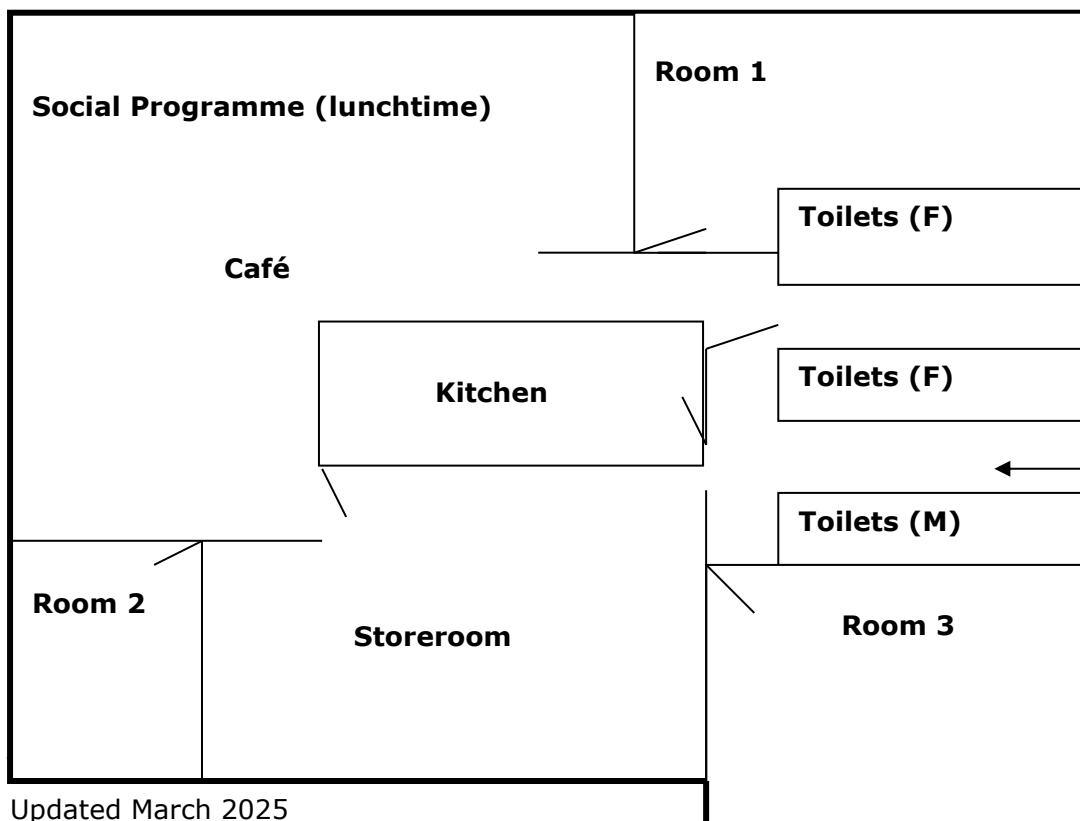 Room 1
Social Programme (lunchtime)
Toilets (F)
Café
Toilets (F)
Kitchen
Toilets (M)
Room 2
Room 3
Storeroom
Updated March 2025